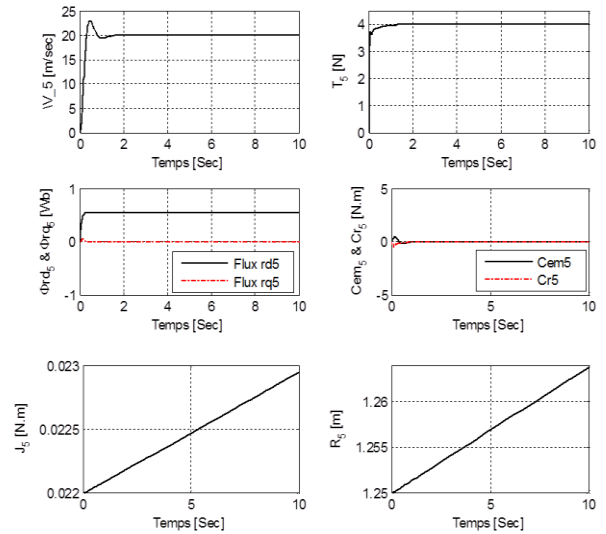 25
20
15
10
5
0
0 2 4 6 8 10
\V_5 [m/sec]
Temps [Sec]
4
3
2
1
0
0 2 4 6 8 10
T5 [N]
Temps [Sec]
1
0
-1
0 2 4 6 8 10
Φrd5 & Φrq5 [Wb]
Flux rd5
Flux rq5
Temps [Sec]
5
0
-5
0 5 10
Cem5 & Cr5 [N.m]
Cem5
Cr5
Temps [Sec]
0.023
0.0225
0.022
0 5 10
J5 [N.m]
Temps [Sec]
1.26
1.255
1.25
0 5 10
R5 [m]
Temps [Sec]